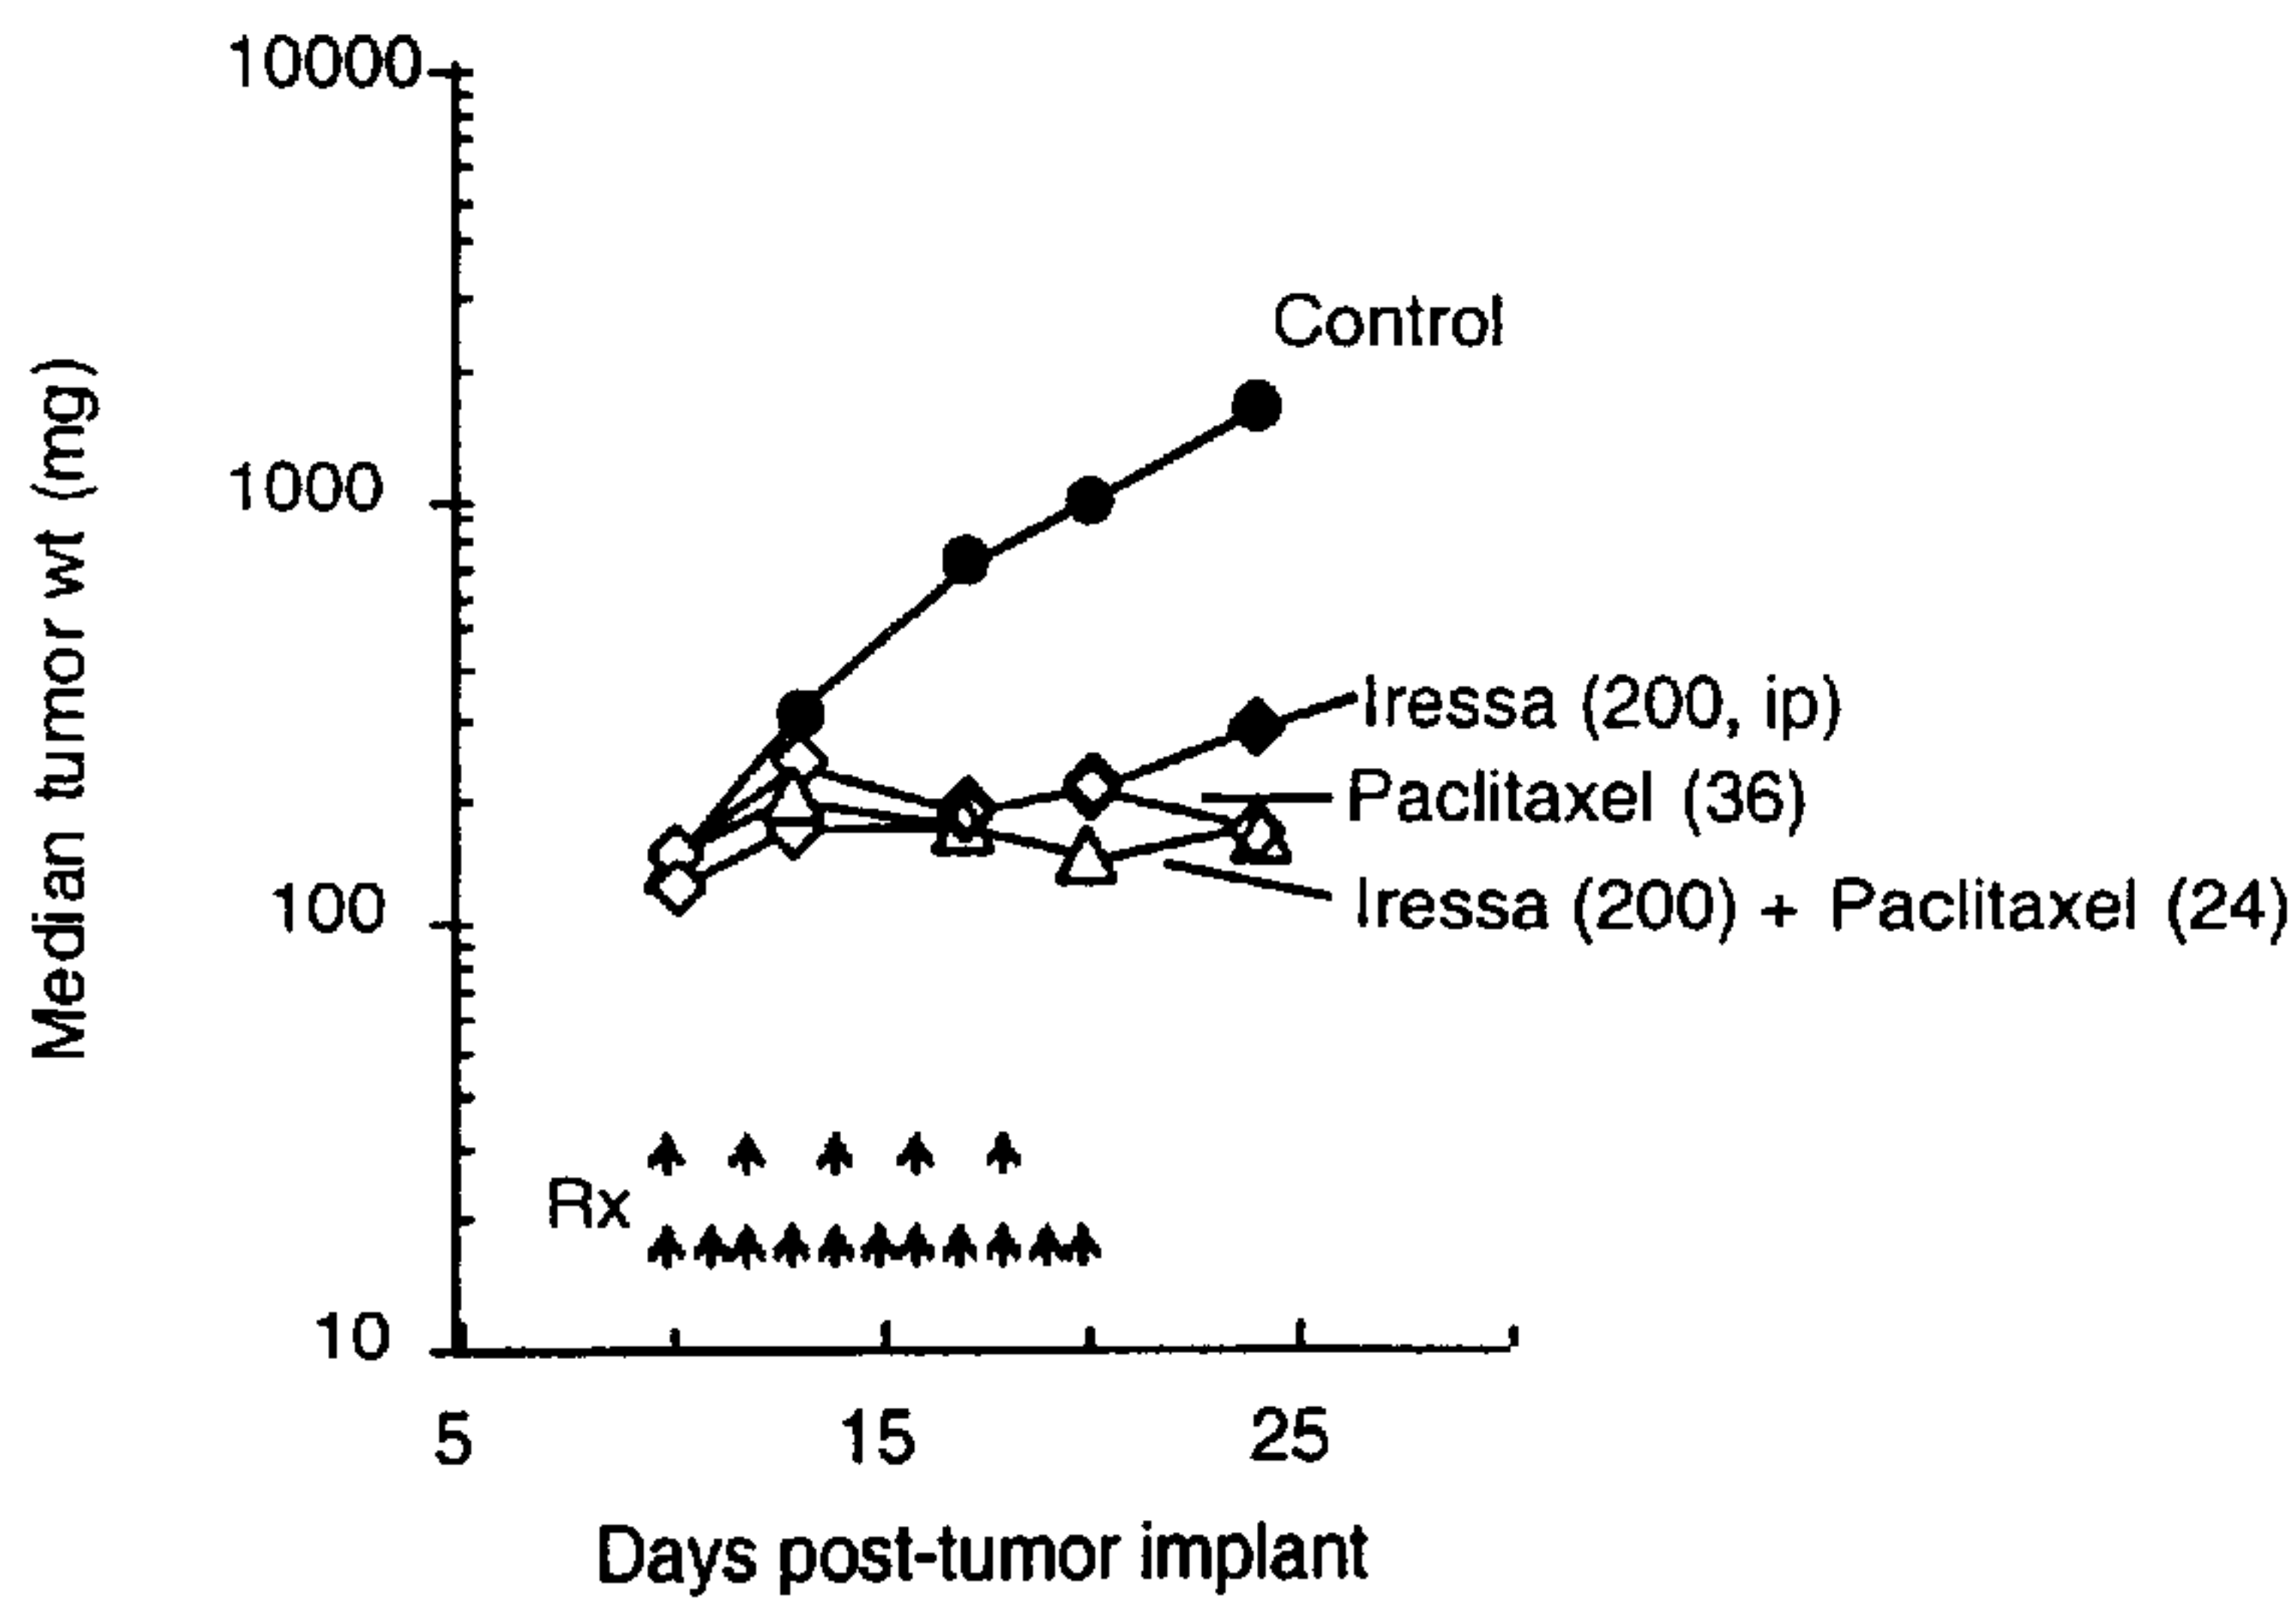 10000
1000
100
10
Median tumor wt (mg)
Control
Iressa (200, ip)
Paclitaxel (36)
Iressa (200) + Paclitaxel (24)
Rx
5 15 25
Days post-tumor implant